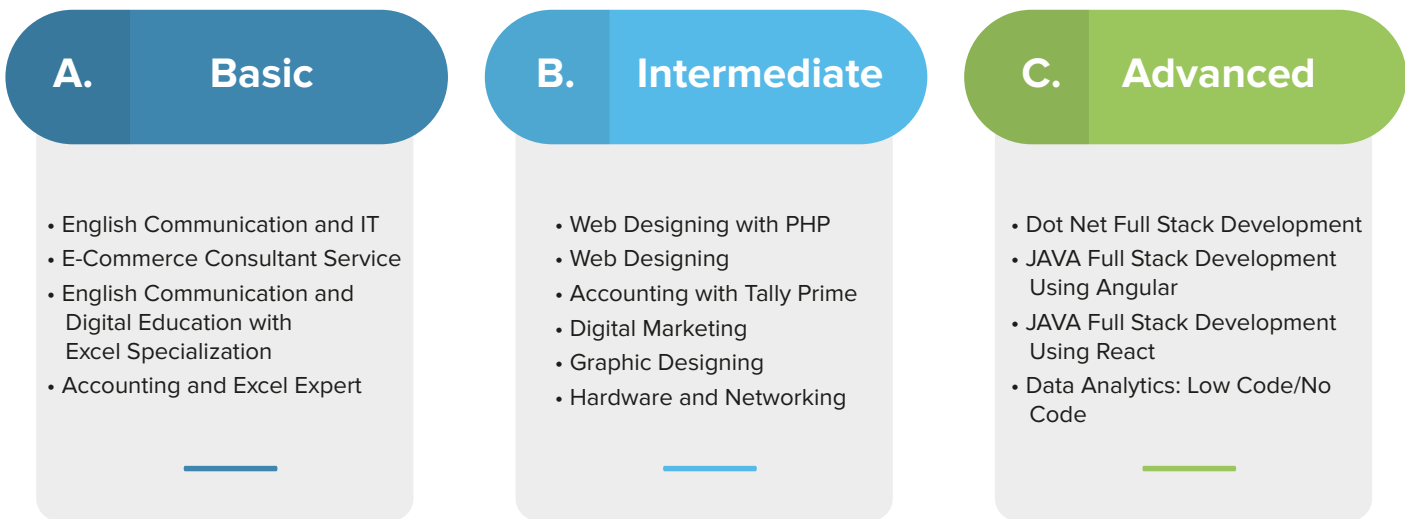 A. Basic
• English Communication and IT
• E-Commerce Consultant Service
• English Communication and
Digital Education with
Excel Specialization
• Accounting and Excel Expert
B. Intermediate
• Web Designing with PHP
• Web Designing
• Accounting with Tally Prime
• Digital Marketing
• Graphic Designing
• Hardware and Networking
C. Advanced
• Dot Net Full Stack Development
• JAVA Full Stack Development
Using Angular
• JAVA Full Stack Development
Using React
• Data Analytics: Low Code/No
Code